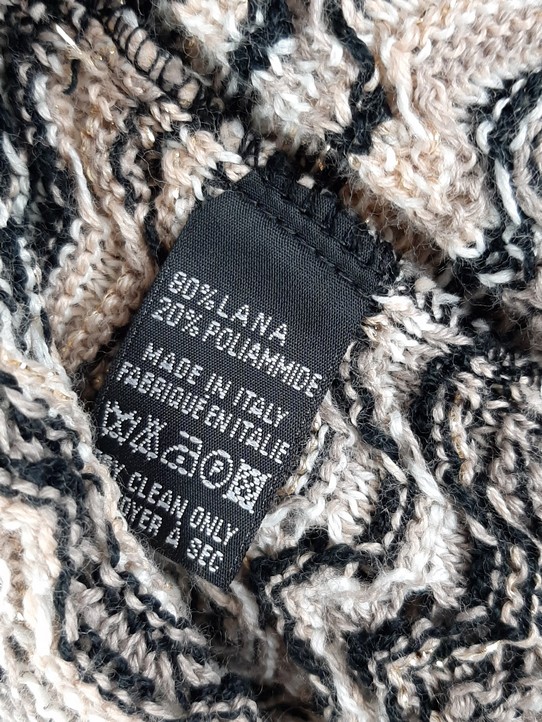 80% LANA
20% POLIAMMIDE
MADE IN ITALY
FABRIQUÉ EN ITALIE
P
CLEAN ONLY
A SEC